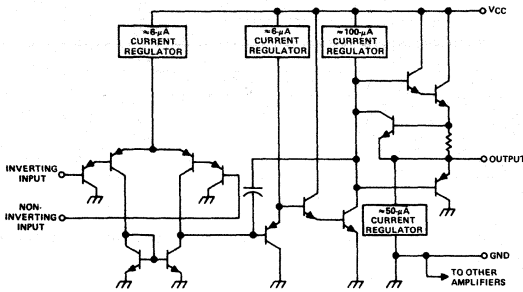 VCC
≈6-μA
CURRENT
REGULATOR
≈6-μA
CURRENT
REGULATOR
≈100-μA
CURRENT
REGULATOR
INVERTING
INPUT
OUTPUT
NON-
INVERTING
INPUT
≈50-μA
CURRENT
REGULATOR
GND
TO OTHER
AMPLIFIERS